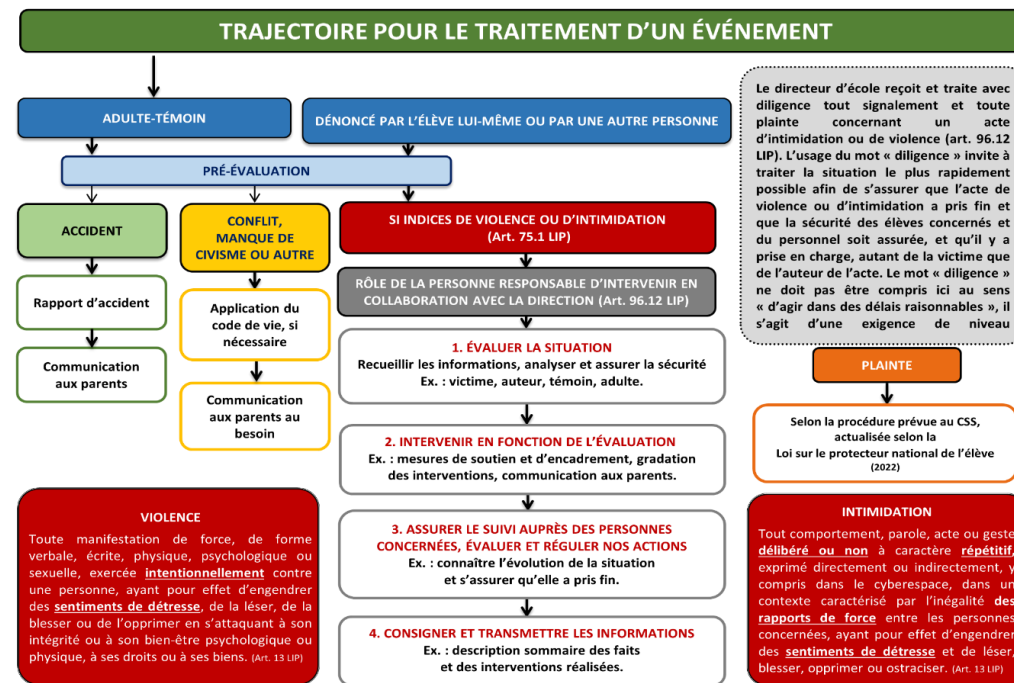 TRAJECTOIRE POUR LE TRAITEMENT D'UN ÉVÉNEMENT
ADULTE-TÉMOIN
DÉNONCÉ PAR L'ÉLÈVE LUI-MÊME OU PAR UNE AUTRE PERSONNE
PRÉ-ÉVALUATION
ACCIDENT
Rapport d'accident
Communication
aux parents
CONFLIT,
MANQUE DE
CIVISME OU AUTRE
Application du
code de vie, si
nécessaire
Communication
aux parents au
besoin
SI INDICES DE VIOLENCE OU D'INTIMIDATION
(Art. 75.1 LIP)
RÔLE DE LA PERSONNE RESPONSABLE D'INTERVENIR EN
COLLABORATION AVEC LA DIRECTION (Art. 96.12 LIP)
1. ÉVALUER LA SITUATION
Recueillir les informations, analyser et assurer la sécurité
Ex. : victime, auteur, témoin, adulte.
2. INTERVENIR EN FONCTION DE L'ÉVALUATION
Ex. : mesures de soutien et d'encadrement, gradation
des interventions, communication aux parents.
3. ASSURER LE SUIVI AUPRÈS DES PERSONNES
CONCERNÉES, ÉVALUER ET RÉGULER NOS ACTIONS
Ex. : connaître l'évolution de la situation
et s'assurer qu'elle a pris fin.
4. CONSIGNER ET TRANSMETTRE LES INFORMATIONS
Ex. : description sommaire des faits
et des interventions réalisées.
Le directeur d'école reçoit et traite avec
diligence tout signalement et toute
plainte concernant un acte
d'intimidation ou de violence (art. 96.12
LIP). L'usage du mot « diligence » invite à
traiter la situation le plus rapidement
possible afin de s'assurer que l'acte de
violence ou d'intimidation a pris fin et
que la sécurité des élèves concernés et
du personnel soit assurée, et qu'il y a
prise en charge, autant de la victime que
de l'auteur de l'acte. Le mot « diligence »
ne doit pas être compris ici au sens
« d'agir dans des délais raisonnables », il
s'agit d'une exigence de niveau
PLAINTE
Selon la procédure prévue au CSS,
actualisée selon la
Loi sur le protecteur national de l'élève
(2022)
VIOLENCE
Toute manifestation de force, de forme
verbale, écrite, physique, psychologique ou
sexuelle, exercée intentionnellement contre
une personne, ayant pour effet d'engendrer
des sentiments de détresse, de la léser, de la
blesser ou de l'opprimer en s'attaquant à son
intégrité ou à son bien-être psychologique ou
physique, à ses droits ou à ses biens. (Art. 13 LIP)
INTIMIDATION
Tout comportement, parole, acte ou geste
délibéré ou non à caractère répétitif,
exprimé directement ou indirectement, y
compris dans le cyberespace, dans un
contexte caractérisé par l'inégalité des
rapports de force entre les personnes
concernées, ayant pour effet d'engendrer
des sentiments de détresse et de léser,
blesser, opprimer ou ostraciser. (Art. 13 LIP)